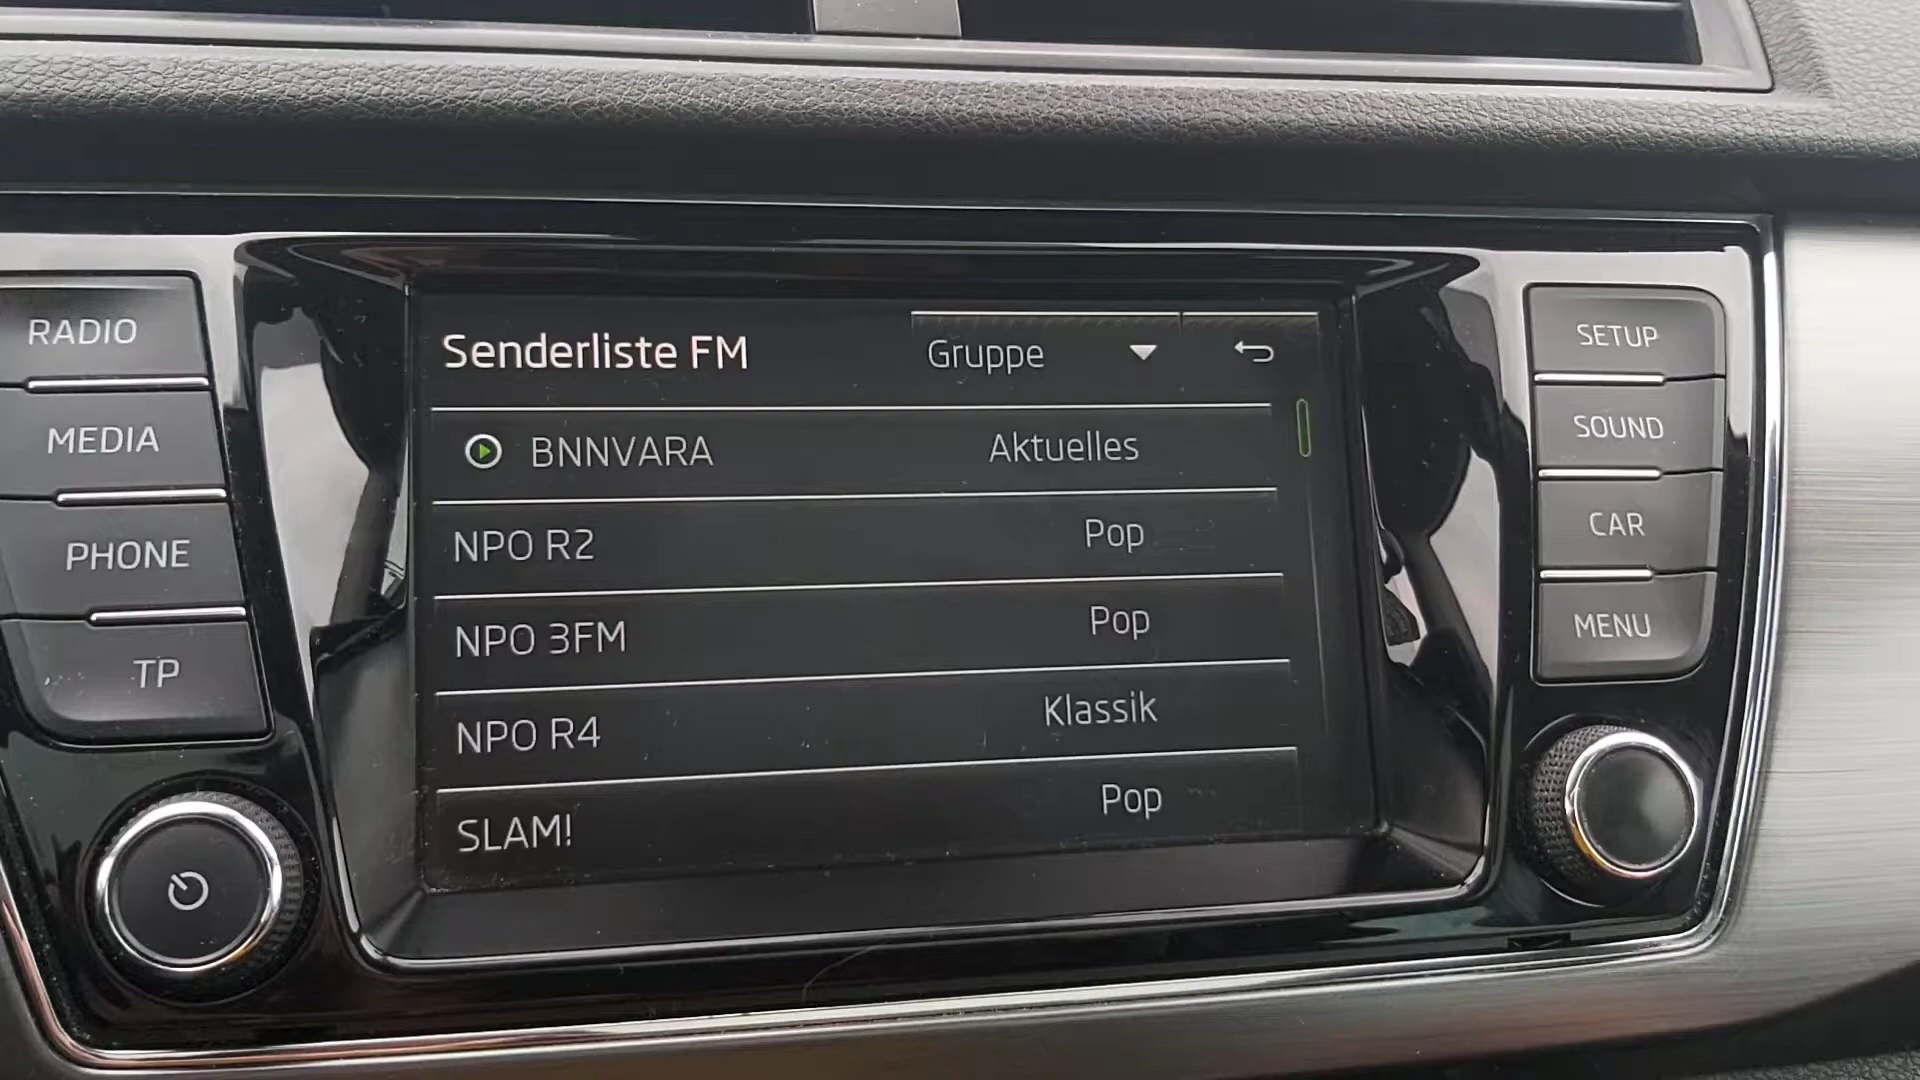 Senderliste FM Gruppe
BNNVARA Aktuelles
NPO R2 Pop
NPO 3FM Pop
NPO R4 Klassik
SLAM! Pop
RADIO
MEDIA
PHONE
TP
SETUP
SOUND
CAR
MENU